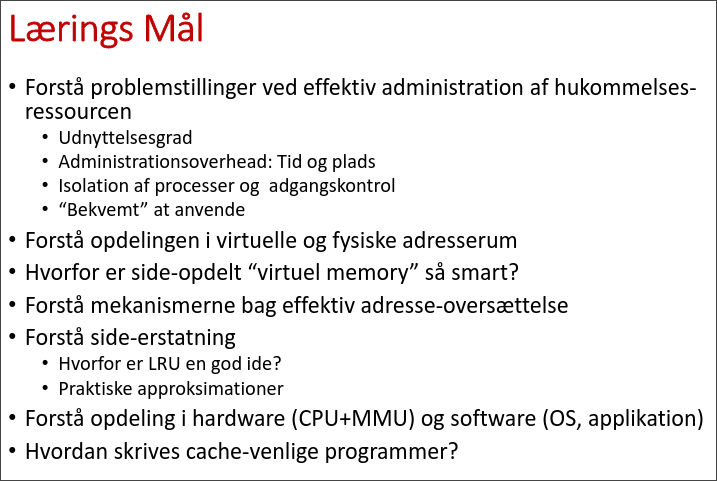 Lærings Mål
• Forstå problemstillinger ved effektiv administration af hukommelses-
ressourcen
• Udnyttelsesgrad
• Administrationsoverhead: Tid og plads
• Isolation af processer og  adgangskontrol
• “Bekvemt” at anvende
• Forstå opdelingen i virtuelle og fysiske adresserum
• Hvorfor er side-opdelt “virtuel memory” så smart?
• Forstå mekanismerne bag effektiv adresse-oversættelse
• Forstå side-erstatning
• Hvorfor er LRU en god ide?
• Praktiske approksimationer
• Forstå opdeling i hardware (CPU+MMU) og software (OS, applikation)
• Hvordan skrives cache-venlige programmer?